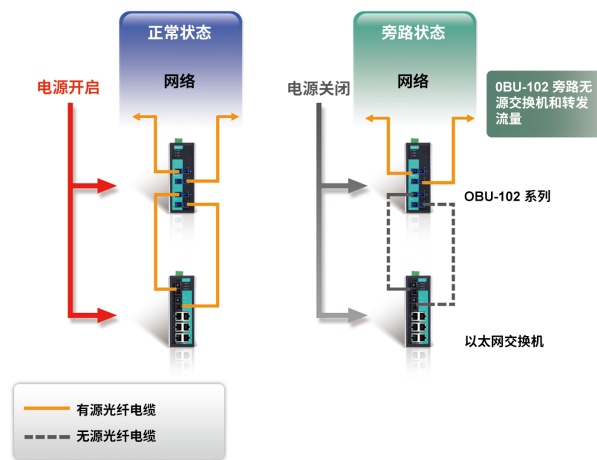 正常状态
旁路状态
网络
网络
电源开启
电源关闭
0BU-102 旁路无
源交换机和转发
流量
OBU-102 系列
以太网交换机
有源光纤电缆
无源光纤电缆